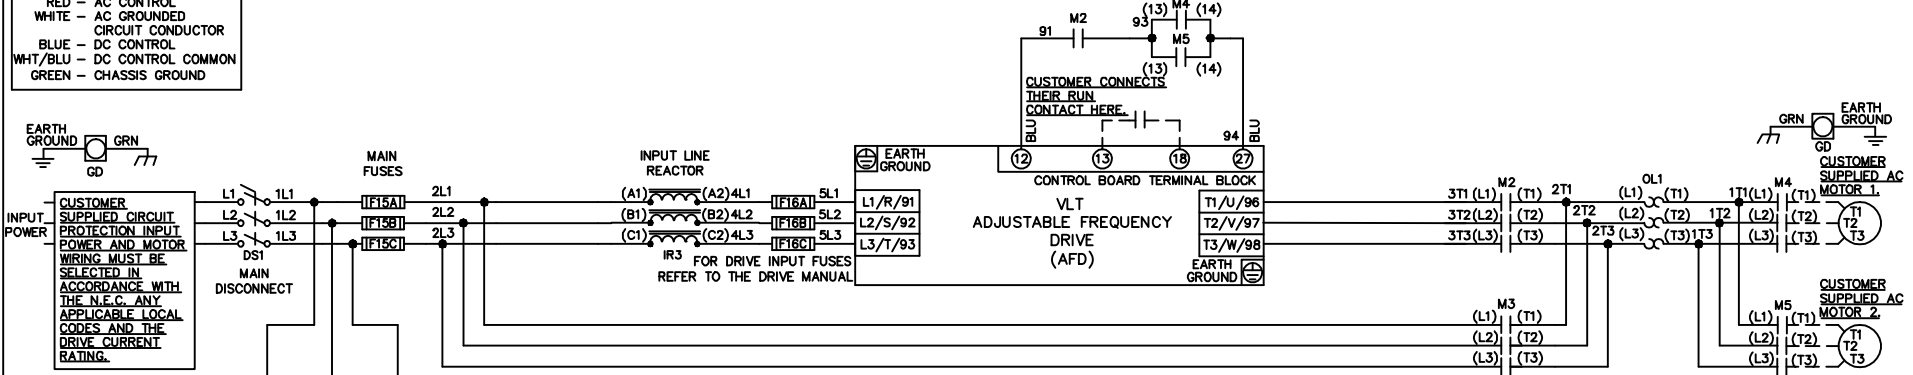 RED – AC CONTROL
WHITE – AC GROUNDED
CIRCUIT CONDUCTOR
BLUE – DC CONTROL
WHT/BLU – DC CONTROL COMMON
GREEN – CHASSIS GROUND
EARTH
GROUND
GRN
GD
INPUT
POWER
CUSTOMER
SUPPLIED CIRCUIT
PROTECTION INPUT
POWER AND MOTOR
WIRING MUST BE
SELECTED IN
ACCORDANCE WITH
THE N.E.C. ANY
APPLICABLE LOCAL
CODES AND THE
DRIVE CURRENT
RATING.
L1 1L1
L2 1L2
L3 1L3
DS1
MAIN
DISCONNECT
MAIN
FUSES
F15A 2L1
F15B 2L2
F15C 2L3
INPUT LINE
REACTOR
(A1) (A2) 4L1
(B1) (B2) 4L2
(C1) (C2) 4L3
IR3
F16A 5L1
F16B 5L2
F16C 5L3
FOR DRIVE INPUT FUSES
REFER TO THE DRIVE MANUAL
91 M2 93
(13) M4 (14)
M5
(13) (14)
CUSTOMER CONNECTS
THEIR RUN
CONTACT HERE.
BLU
94 BLU
12 13 18 27
CONTROL BOARD TERMINAL BLOCK
EARTH
GROUND
L1/R/91
L2/S/92
L3/T/93
VLT
ADJUSTABLE FREQUENCY
DRIVE
(AFD)
T1/U/96
T2/V/97
T3/W/98
EARTH
GROUND
M2
3T1 (L1) (T1) 2T1
3T2 (L2) (T2) 2T2
3T3 (L3) (T3) 2T3
OL1
(L1) (T1) 1T1
(L2) (T2) 1T2
(L3) (T3) 1T3
M4
(L1) (T1)
(L2) (T2)
(L3) (T3)
GRN
GD
EARTH
GROUND
CUSTOMER
SUPPLIED AC
MOTOR 1.
T1
T2
T3
M3
(L1) (T1)
(L2) (T2)
(L3) (T3)
M5
(L1) (T1)
(L2) (T2)
(L3) (T3)
CUSTOMER
SUPPLIED AC
MOTOR 2.
T1
T2
T3